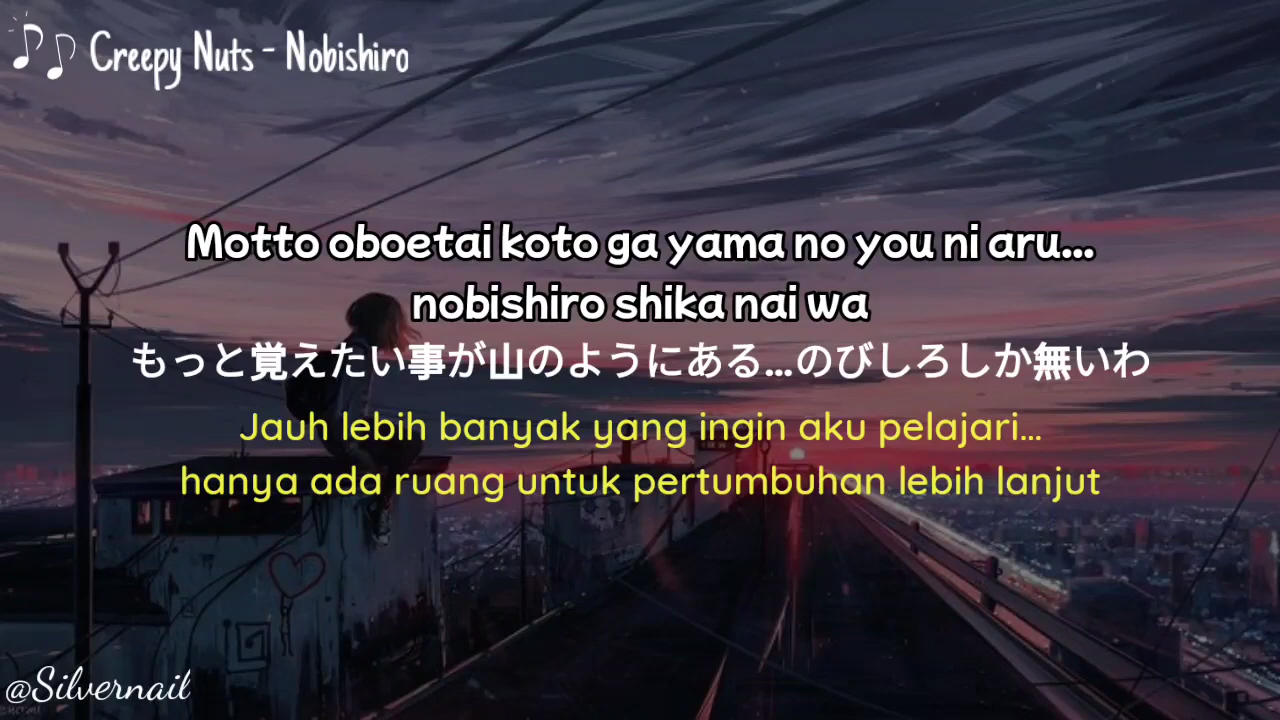 Creepy Nuts - Nobishiro
Motto oboetai koto ga yama no you ni aru...
nobishiro shika nai wa
もっと覚えたい事が山のようにある...のびしろしか無いわ
Jauh lebih banyak yang ingin aku pelajari...
hanya ada ruang untuk pertumbuhan lebih lanjut
@Silvernail